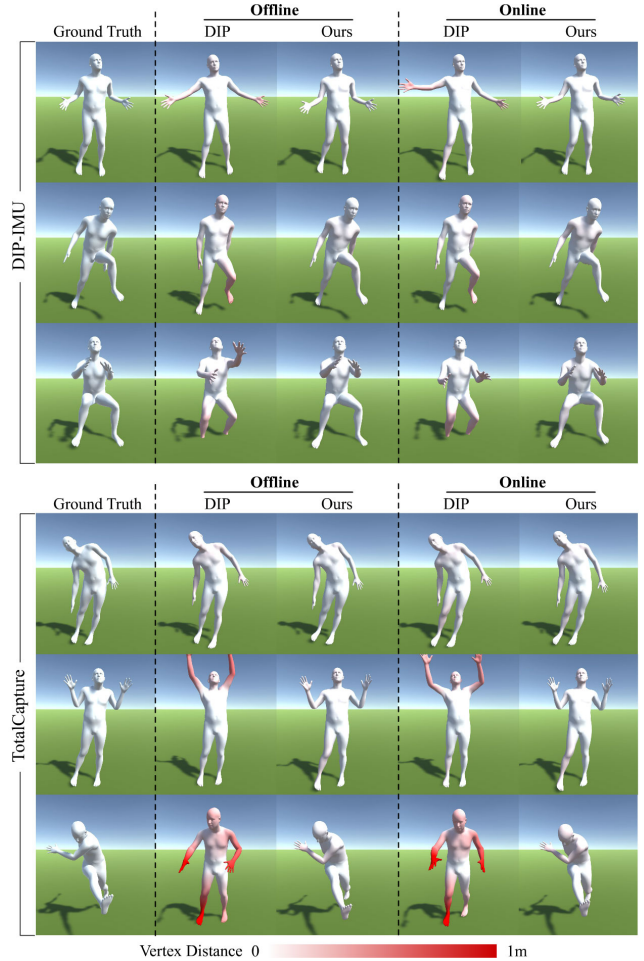 Offline Online
Ground Truth DIP Ours DIP Ours
DIP-IMU
Offline Online
Ground Truth DIP Ours DIP Ours
TotalCapture
Vertex Distance 0 1m